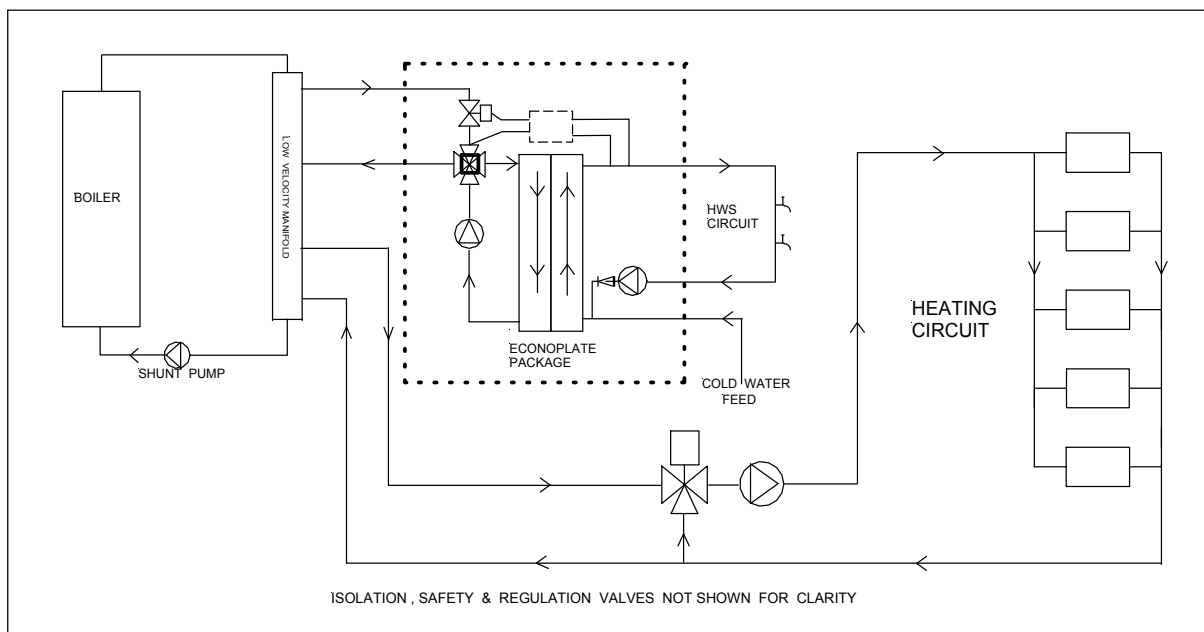 BOILER
LOW VELOCITY MANIFOLD
SHUNT PUMP
ECONOPLATE
PACKAGE
HWS
CIRCUIT
COLD WATER
FEED
HEATING
CIRCUIT
ISOLATION , SAFETY & REGULATION VALVES NOT SHOWN FOR CLARITY